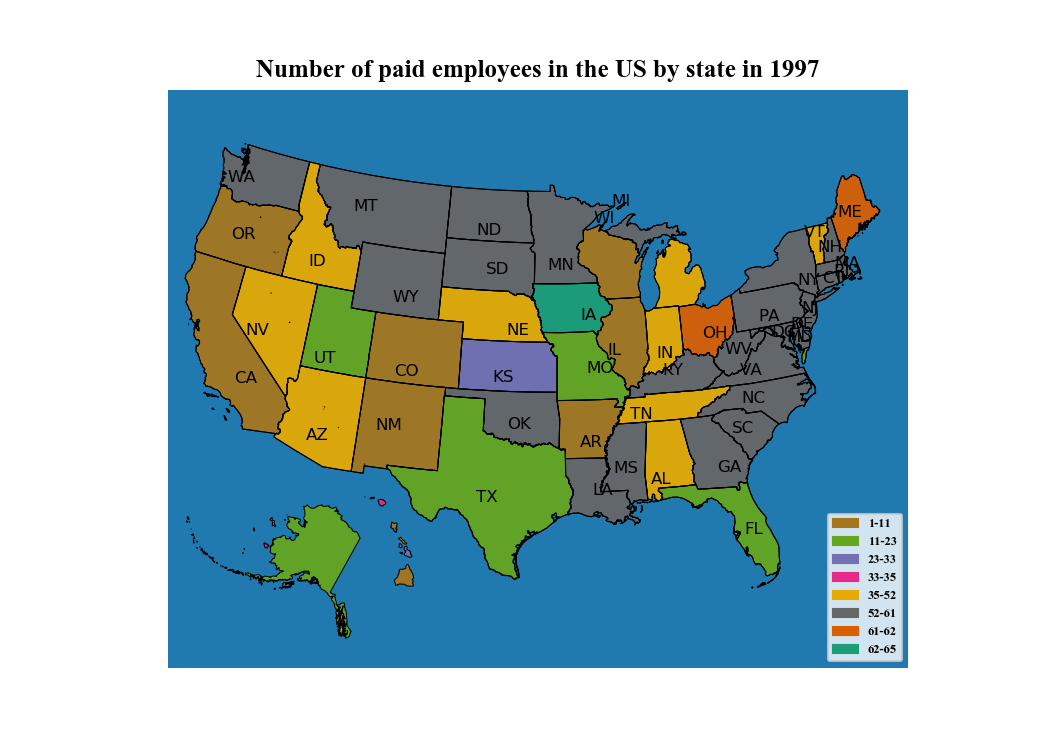 Number of paid employees in the US by state in 1997
WA
MT
ND
MN
WI
MI
ME
OR
ID
SD
WY
VT
NH
MA
NY
CT
NV
UT
CO
NE
KS
IA
IL
MO
IN
OH
PA
NJ
DE
MD
DC
WV
VA
KY
CA
AZ
NM
OK
AR
TN
NC
SC
MS
AL
GA
LA
TX
FL
1-11
11-23
23-33
33-35
35-52
52-61
61-62
62-65